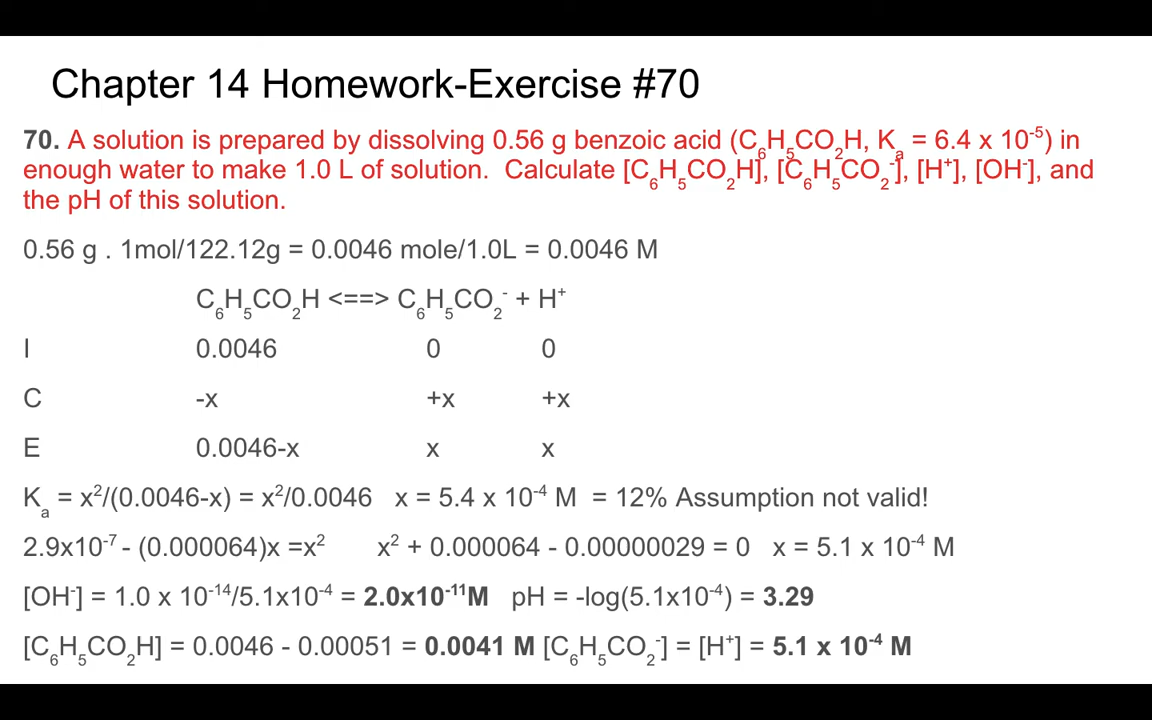 Chapter 14 Homework-Exercise #70
70. A solution is prepared by dissolving 0.56 g benzoic acid (C₆H₅CO₂H, Kₐ = 6.4 x 10⁻⁵) in
enough water to make 1.0 L of solution. Calculate [C₆H₅CO₂H], [C₆H₅CO₂⁻], [H⁺], [OH⁻], and
the pH of this solution.
0.56 g . 1mol/122.12g = 0.0046 mole/1.0L = 0.0046 M
C₆H₅CO₂H <==> C₆H₅CO₂⁻ + H⁺
I 0.0046 0 0
C -x +x +x
E 0.0046-x x x
Kₐ = x²/(0.0046-x) = x²/0.0046 x = 5.4 x 10⁻⁴ M = 12% Assumption not valid!
2.9x10⁻⁷ - (0.000064)x =x² x² + 0.000064 - 0.00000029 = 0 x = 5.1 x 10⁻⁴ M
[OH⁻] = 1.0 x 10⁻¹⁴/5.1x10⁻⁴ = 2.0x10⁻¹¹M pH = -log(5.1x10⁻⁴) = 3.29
[C₆H₅CO₂H] = 0.0046 - 0.00051 = 0.0041 M [C₆H₅CO₂⁻] = [H⁺] = 5.1 x 10⁻⁴ M